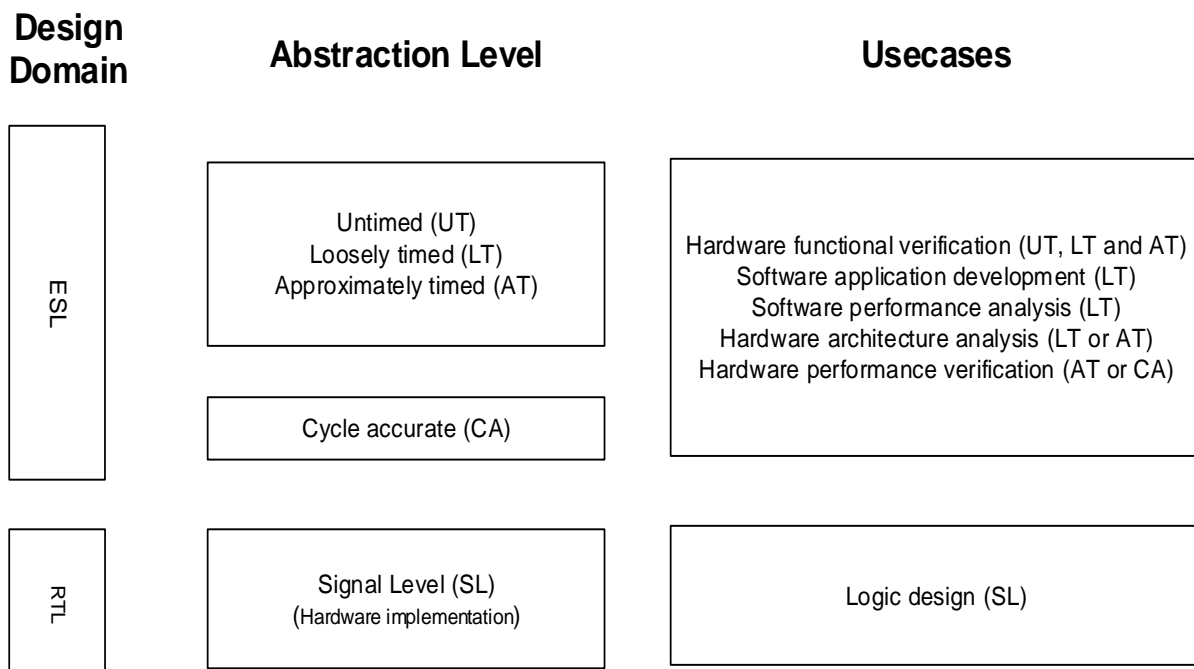 Design
Domain
Abstraction Level
Usecases
ESL
Untimed (UT)
Loosely timed (LT)
Approximately timed (AT)
Cycle accurate (CA)
Hardware functional verification (UT, LT and AT)
Software application development (LT)
Software performance analysis (LT)
Hardware architecture analysis (LT or AT)
Hardware performance verification (AT or CA)
RTL
Signal Level (SL)
(Hardware implementation)
Logic design (SL)